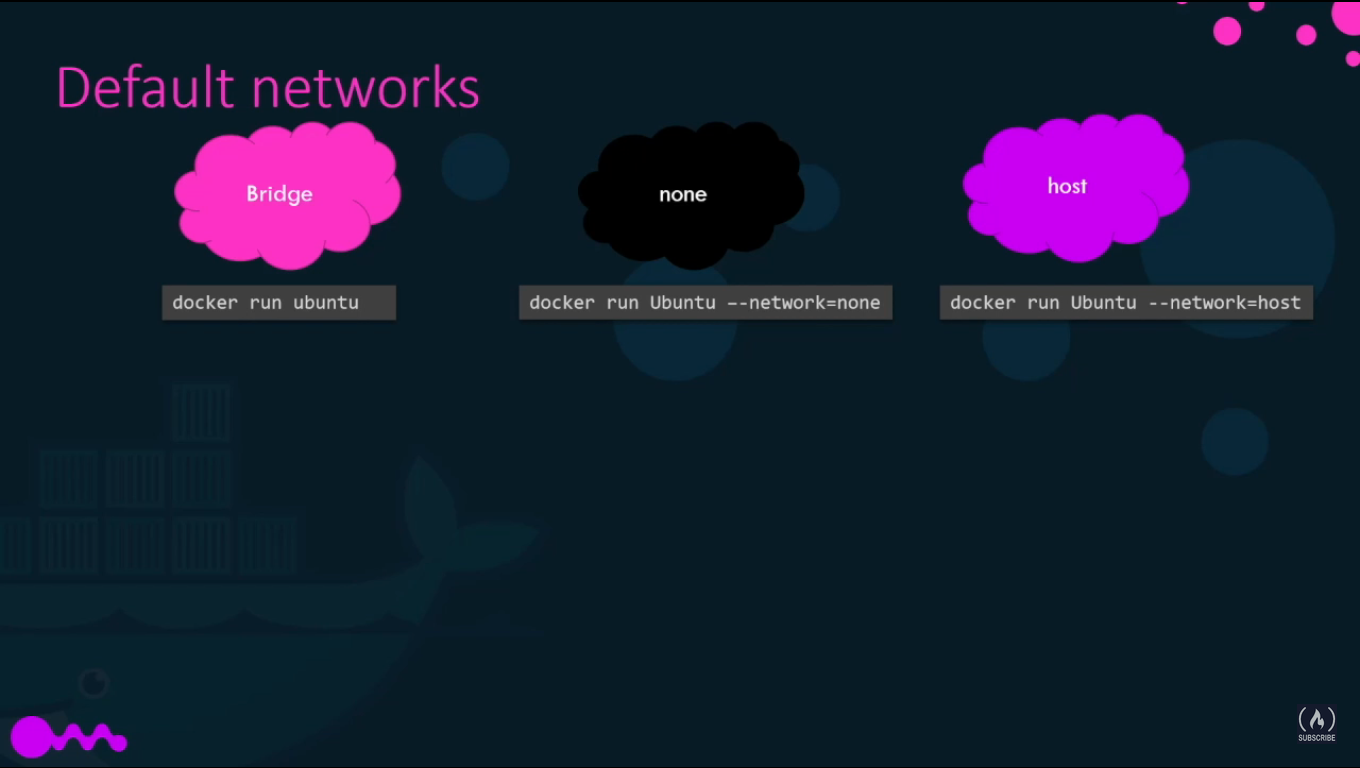 Default networks
Bridge
none
host
docker run ubuntu
docker run Ubuntu –-network=none
docker run Ubuntu --network=host
SUBSCRIBE